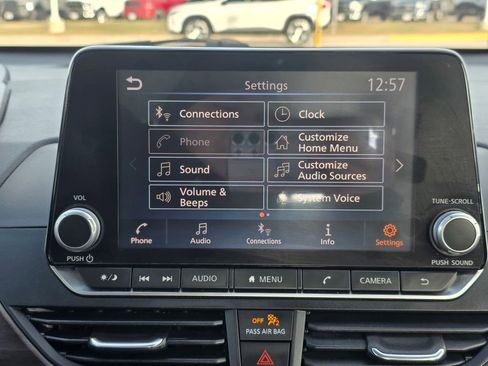 Settings
12:57
Connections
Clock
Phone
Customize
Home Menu
Sound
Customize
Audio Sources
Volume &
Beeps
System Voice
VOL
TUNE·SCROLL
Phone
Audio
Connections
Info
Settings
PUSH
PUSH SOUND
AUDIO
MENU
CAMERA
OFF 2
PASS AIR BAG